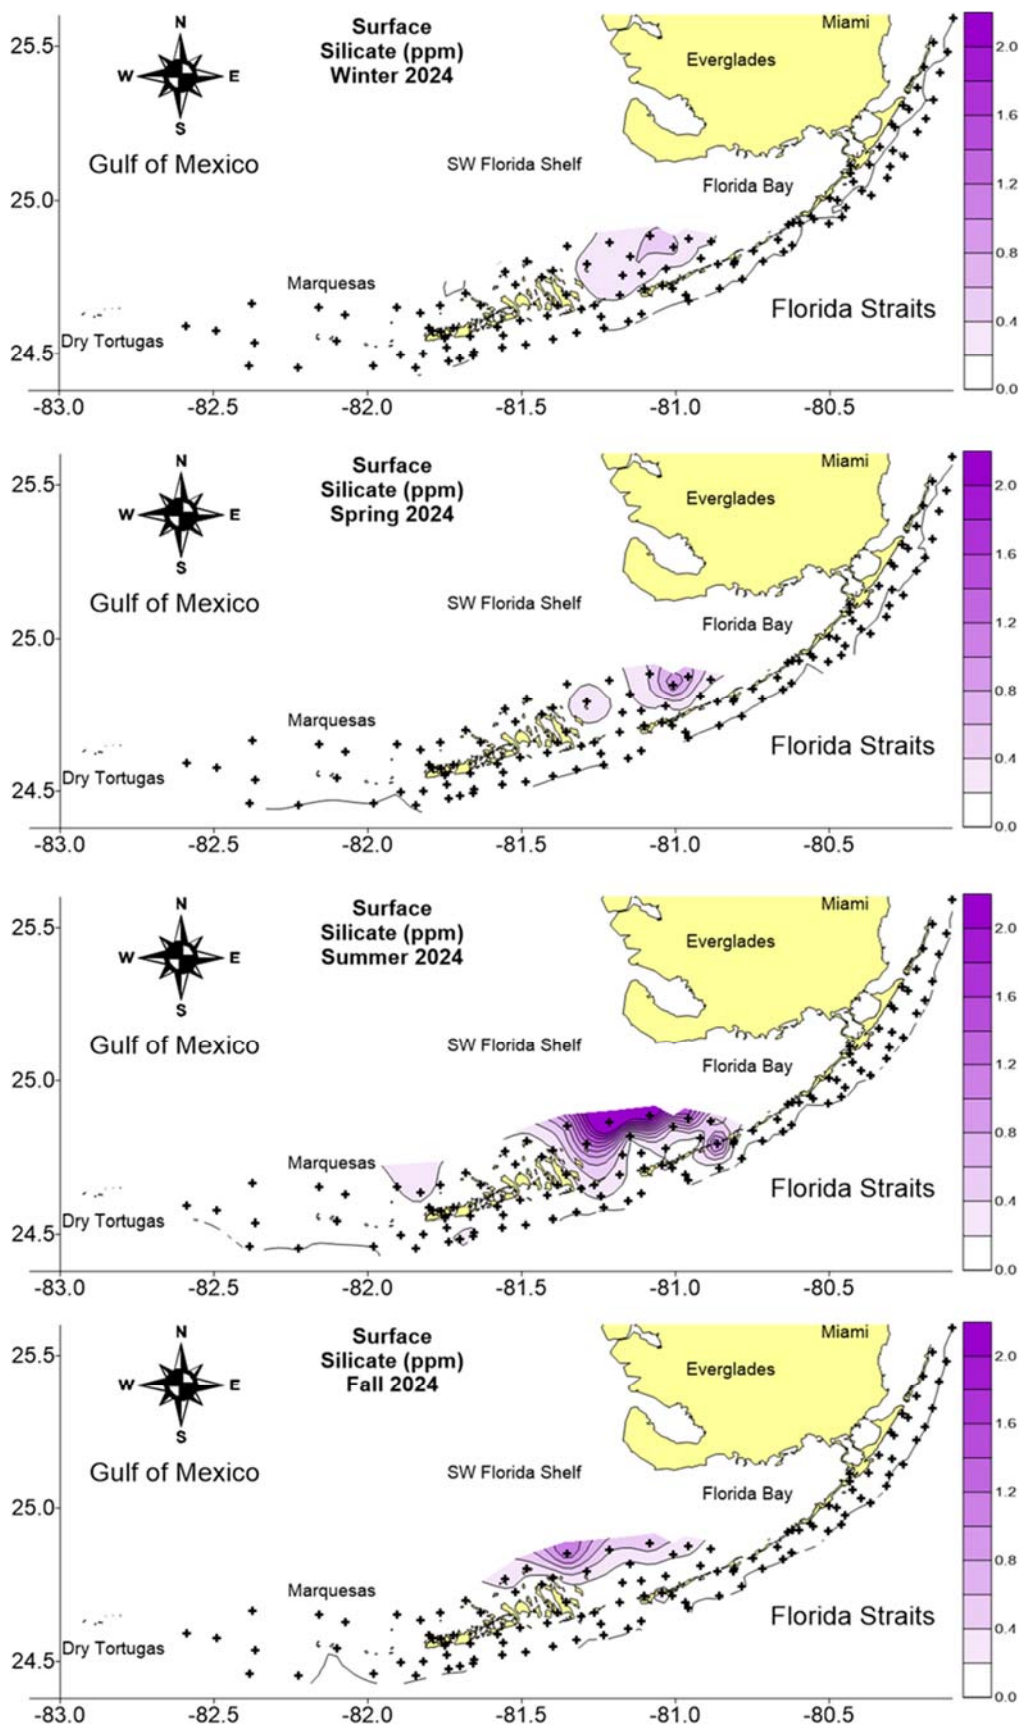 N
W E
S
Surface
Silicate (ppm)
Winter 2024
Miami
Everglades
Gulf of Mexico
SW Florida Shelf
Florida Bay
Marquesas
Dry Tortugas
Florida Straits
25.5
25.0
24.5
-83.0 -82.5 -82.0 -81.5 -81.0 -80.5
2.0
1.6
1.2
0.8
0.4
0.0
N
W E
S
Surface
Silicate (ppm)
Spring 2024
Miami
Everglades
Gulf of Mexico
SW Florida Shelf
Florida Bay
Marquesas
Dry Tortugas
Florida Straits
25.5
25.0
24.5
-83.0 -82.5 -82.0 -81.5 -81.0 -80.5
2.0
1.6
1.2
0.8
0.4
0.0
N
W E
S
Surface
Silicate (ppm)
Summer 2024
Miami
Everglades
Gulf of Mexico
SW Florida Shelf
Florida Bay
Marquesas
Dry Tortugas
Florida Straits
25.5
25.0
24.5
-83.0 -82.5 -82.0 -81.5 -81.0 -80.5
2.0
1.6
1.2
0.8
0.4
0.0
N
W E
S
Surface
Silicate (ppm)
Fall 2024
Miami
Everglades
Gulf of Mexico
SW Florida Shelf
Florida Bay
Marquesas
Dry Tortugas
Florida Straits
25.5
25.0
24.5
-83.0 -82.5 -82.0 -81.5 -81.0 -80.5
2.0
1.6
1.2
0.8
0.4
0.0